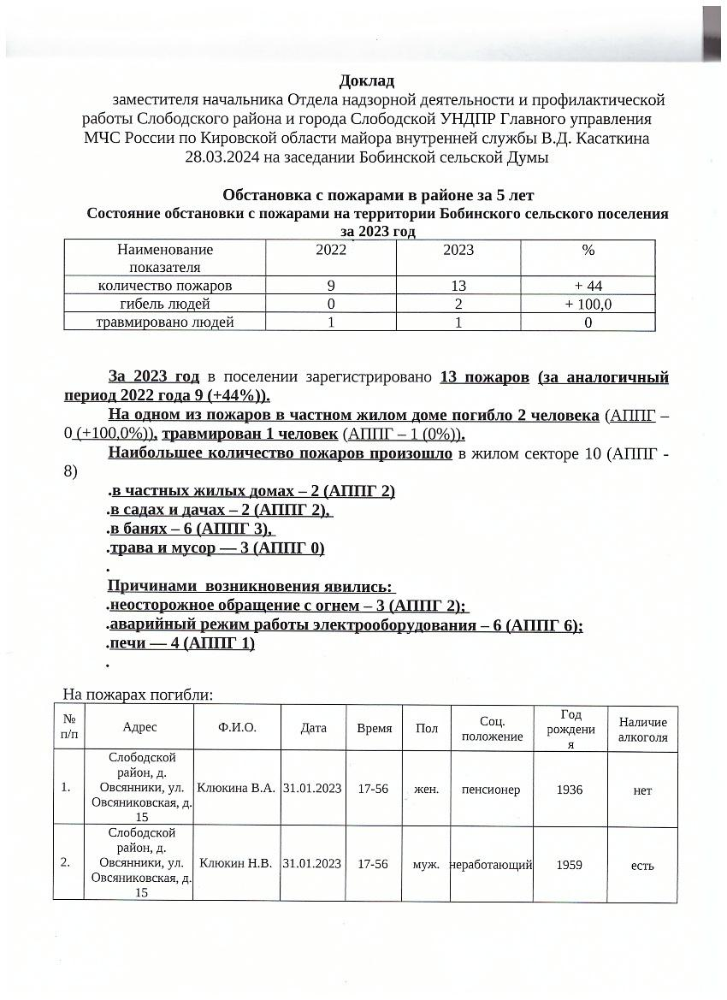 Доклад
заместителя начальника Отдела надзорной деятельности и профилактической
работы Слободского района и города Слободской УНДПР Главного управления
МЧС России по Кировской области майора внутренней службы В.Д. Касаткина
28.03.2024 на заседании Бобинской сельской Думы
Обстановка с пожарами в районе за 5 лет
Состояние обстановки с пожарами на территории Бобинского сельского поселения
за 2023 год
Наименование
показателя
2022
2023
%
количество пожаров 9 13 + 44
гибель людей 0 2 + 100,0
травмировано людей 1 1 0
За 2023 год в поселении зарегистрировано 13 пожаров (за аналогичный
период 2022 года 9 (+44%)).
На одном из пожаров в частном жилом доме погибло 2 человека (АППГ –
0 (+100,0%)), травмирован 1 человек (АППГ – 1 (0%)).
Наибольшее количество пожаров произошло в жилом секторе 10 (АППГ -
8)
.в частных жилых домах – 2 (АППГ 2)
.в садах и дачах – 2 (АППГ 2),
.в банях – 6 (АППГ 3),
.трава и мусор — 3 (АППГ 0)
.
Причинами возникновения явились:
.неосторожное обращение с огнем – 3 (АППГ 2);
.аварийный режим работы электрооборудования – 6 (АППГ 6);
.печи — 4 (АППГ 1)
.
На пожарах погибли:
№
п/п
Адрес
Ф.И.О.
Дата
Время
Пол
Соц.
положение
Год
рождени
я
Наличие
алкоголя
1.
Слободской
район, д.
Овсянники, ул.
Овсяниковская, д.
15
Клюкина В.А.
31.01.2023
17-56
жен.
пенсионер
1936
нет
2.
Слободской
район, д.
Овсянники, ул.
Овсяниковская, д.
15
Клюкин Н.В.
31.01.2023
17-56
муж.
неработающий
1959
есть